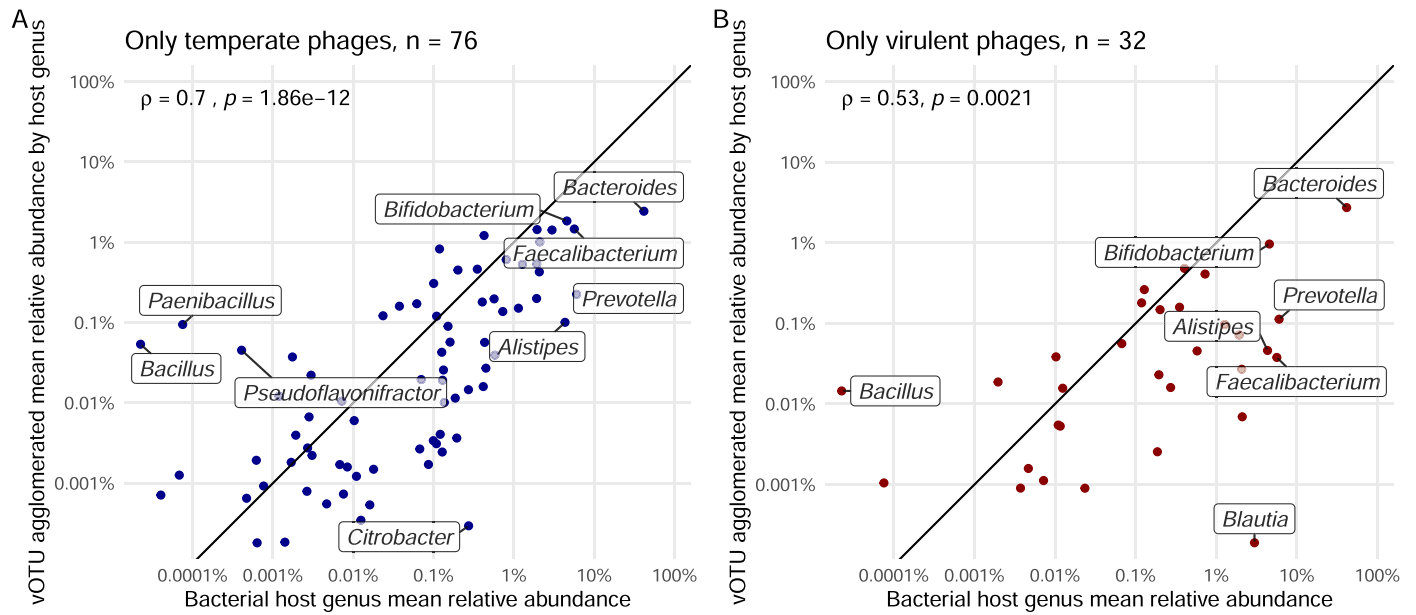 A
Only temperate phages, n = 76
ρ = 0.7 , p = 1.86e−12
vOTU agglomerated mean relative abundance by host genus
100%
10%
1%
0.1%
0.01%
0.001%
Bacteroides
Bifidobacterium
Faecalibacterium
Paenibacillus
Prevotella
Alistipes
Bacillus
Pseudoflavonifractor
Citrobacter
0.0001%
0.001%
0.01%
0.1%
1%
10%
100%
Bacterial host genus mean relative abundance
B
Only virulent phages, n = 32
ρ = 0.53, p = 0.0021
vOTU agglomerated mean relative abundance by host genus
100%
10%
1%
0.1%
0.01%
0.001%
Bacteroides
Bifidobacterium
Prevotella
Alistipes
Faecalibacterium
Bacillus
Blautia
0.0001%
0.001%
0.01%
0.1%
1%
10%
100%
Bacterial host genus mean relative abundance